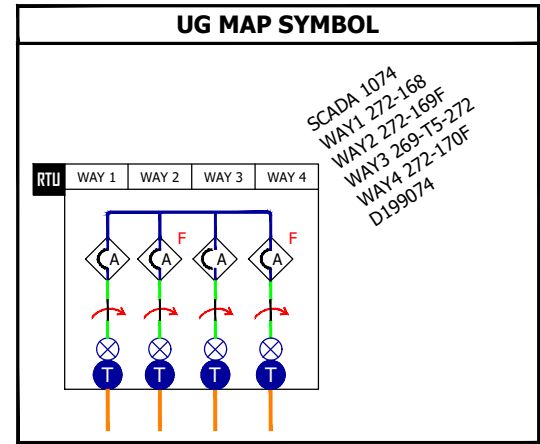 UG MAP SYMBOL
SCADA 1074
WAY1 272-168
WAY2 272-169F
WAY3 269-T5-272
WAY4 272-170F
D199074
RTU WAY 1 WAY 2 WAY 3 WAY 4
F F
A A A A
T T T T